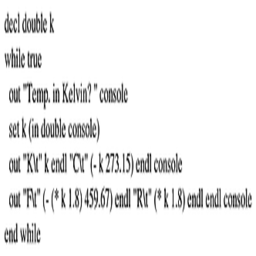 decl double k
while true
out "Temp. in Kelvin? " console
set k (in double console)
out "K\t" k endl "C\t" (- k 273.15) endl console
out "F\t" (- (* k 1.8) 459.67) endl "R\t" (* k 1.8) endl endl console
end while